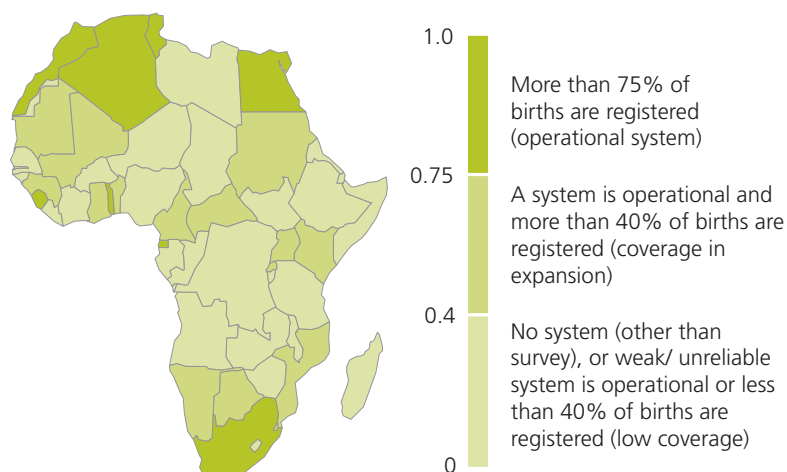 1.0
More than 75% of
births are registered
(operational system)
0.75
A system is operational and
more than 40% of births are
registered (coverage in
expansion)
0.4
No system (other than
survey), or weak/ unreliable
system is operational or less
than 40% of births are
registered (low coverage)
0